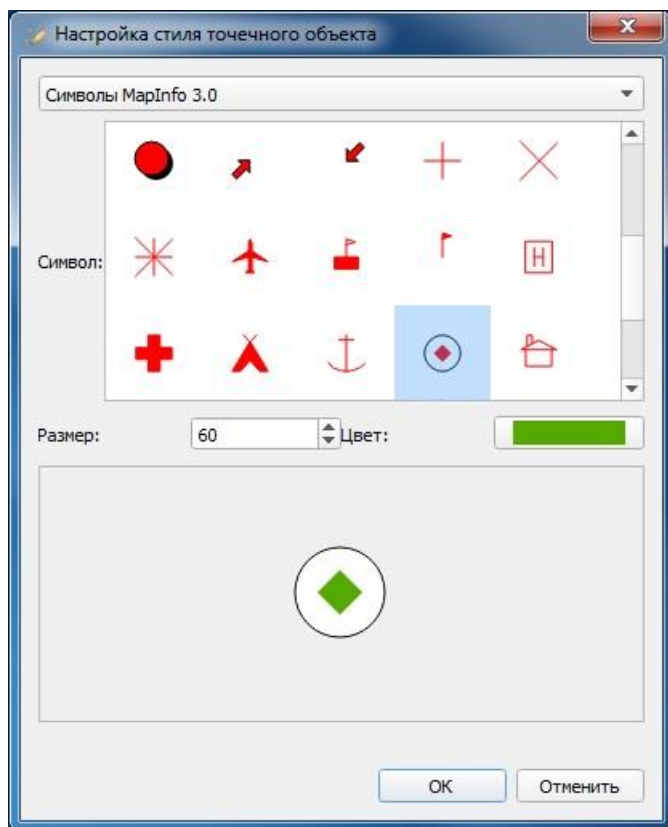 Настройка стиля точечного объекта
Символы MapInfo 3.0
Символ:
H
Размер: 60 Цвет:
OK Отменить